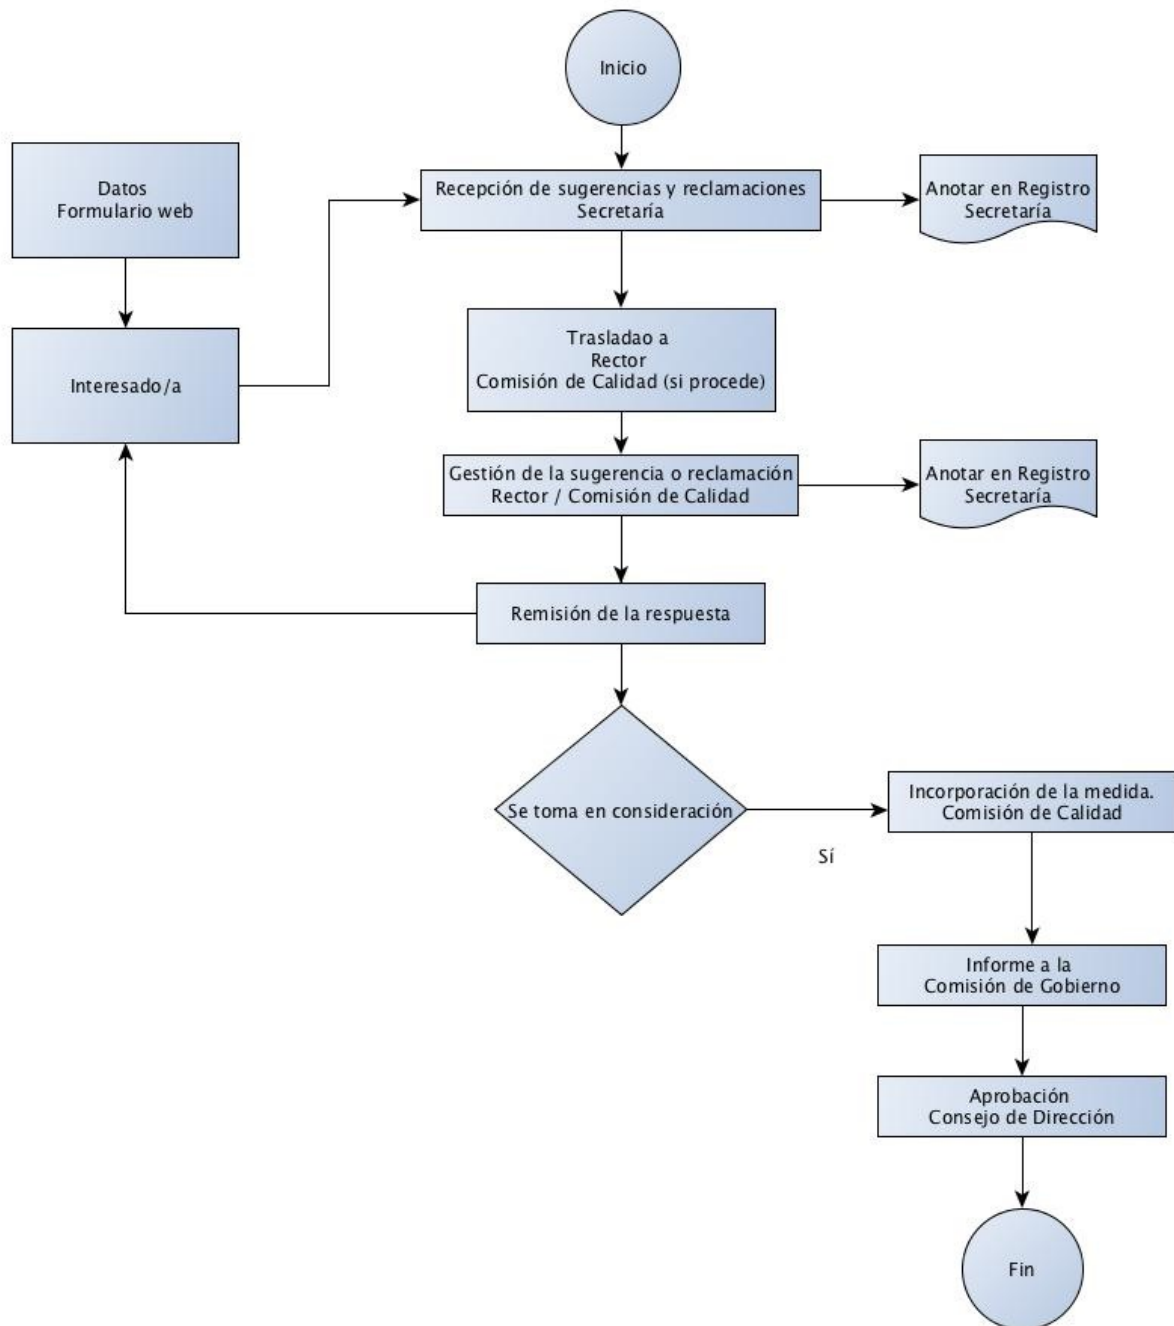 Inicio
Datos
Formulario web
Recepción de sugerencias y reclamaciones
Secretaría
Anotar en Registro
Secretaría
Interesado/a
Trasladao a
Rector
Comisión de Calidad (si procede)
Gestión de la sugerencia o reclamación
Rector / Comisión de Calidad
Anotar en Registro
Secretaría
Remisión de la respuesta
Se toma en consideración
Sí
Incorporación de la medida.
Comisión de Calidad
Informe a la
Comisión de Gobierno
Aprobación
Consejo de Dirección
Fin